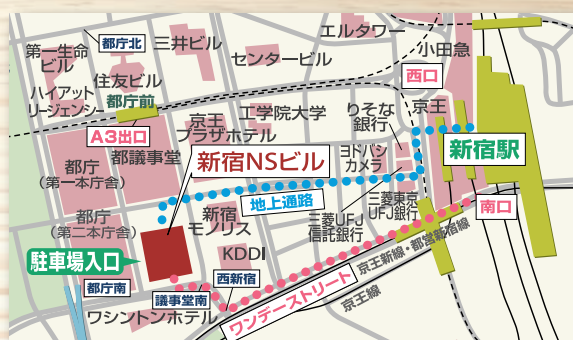 エルタワー
都庁北
三井ビル
小田急
第一生命
ビル
センタービル
住友ビル
西口
ハイアット
リージェンシー
都庁前
京王
工学院大学
りそな
銀行
京王
A3出口
プラザホテル
都議事堂
ヨドバシ
カメラ
新宿駅
都庁
(第一本庁舎)
新宿NSビル
地上通路
三菱東京
UFJ銀行
南口
都庁
(第二本庁舎)
新宿
モノリス
三菱UFJ
信託銀行
駐車場入口
KDDI
京王新線・都営新宿線
都庁南
西新宿
議事堂南
ワンデーストリート
京王線
ワシントンホテル